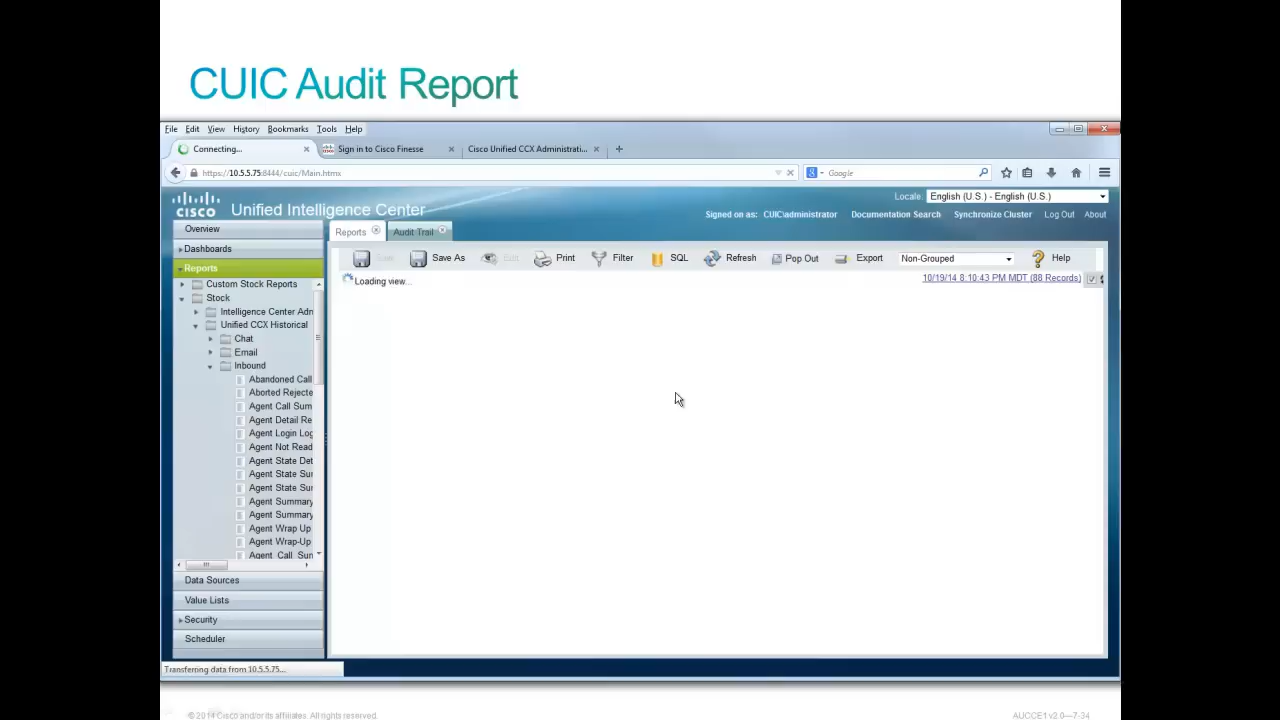 CUIC Audit Report
File Edit View History Bookmarks Tools Help
Connecting...
Sign in to Cisco Finesse
Cisco Unified CCX Administrati...
https://10.5.5.75:8444/cuic/Main.htmx
Google
Locale: English (U.S.) - English (U.S.)
CISCO Unified Intelligence Center
Signed on as: CUIC\administrator Documentation Search Synchronize Cluster Log Out About
Overview
Dashboards
Reports
Custom Stock Reports
Stock
Intelligence Center Adn
Unified CCX Historical
Chat
Email
Inbound
Abandoned Call
Aborted Rejecte
Agent Call Sum
Agent Detail Re
Agent Login Log
Agent Not Read
Agent State Det
Agent State Sur
Agent State Sur
Agent Summary
Agent Summary
Agent Wrap Up
Agent Wrap-Up
Agent Call Sun
Data Sources
Value Lists
Security
Scheduler
Reports Audit Trail
Save Save As Edit Print Filter SQL Refresh Pop Out Export Non-Grouped Help
Loading view...
10/19/14 8:10:43 PM MDT (88 Records)
Transferring data from 10.5.5.75...
© 2014 Cisco and/or its affiliates. All rights reserved.
AUCCE1 v2.0—7-34